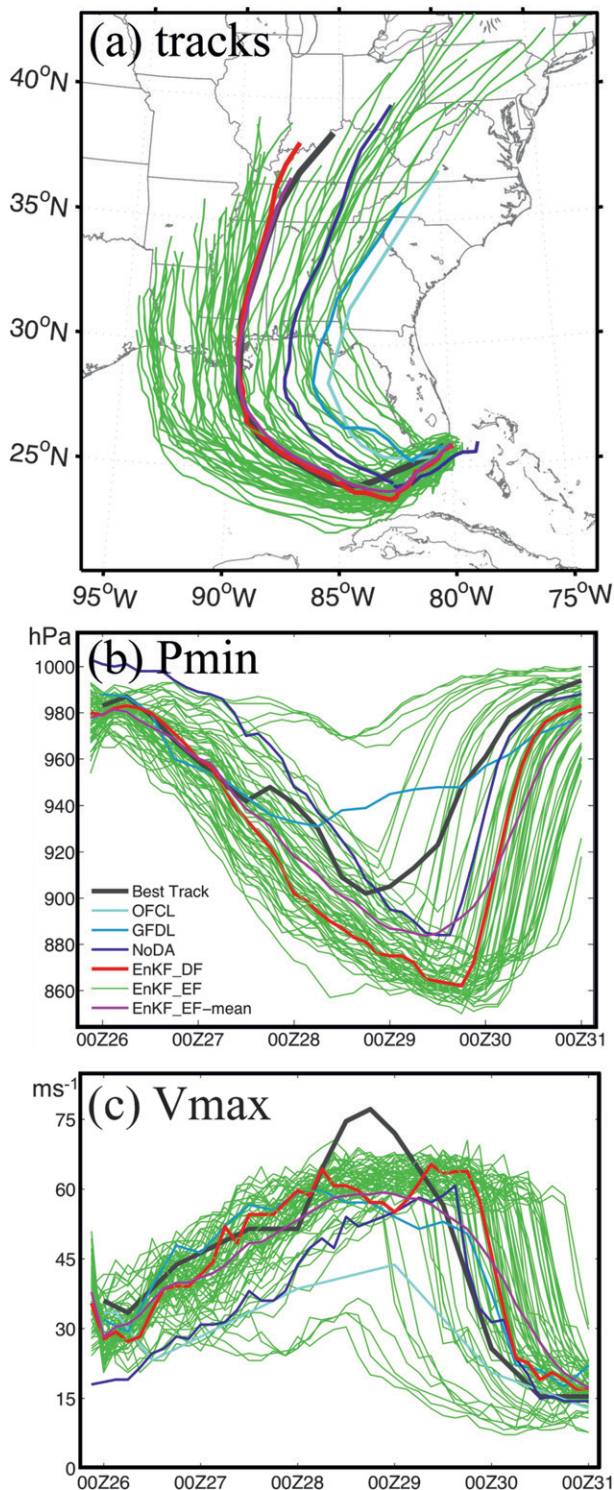 (a) tracks
40°N
35°N
30°N
25°N
95°W 90°W 85°W 80°W 75°W
hPa
(b) Pmin
1000
980
960
940
920
900
880
860
Best Track
OFCL
GFDL
NoDA
EnKF_DF
EnKF_EF
EnKF_EF-mean
00Z26 00Z27 00Z28 00Z29 00Z30 00Z31
ms-1
(c) Vmax
75
60
45
30
15
0
00Z26 00Z27 00Z28 00Z29 00Z30 00Z31